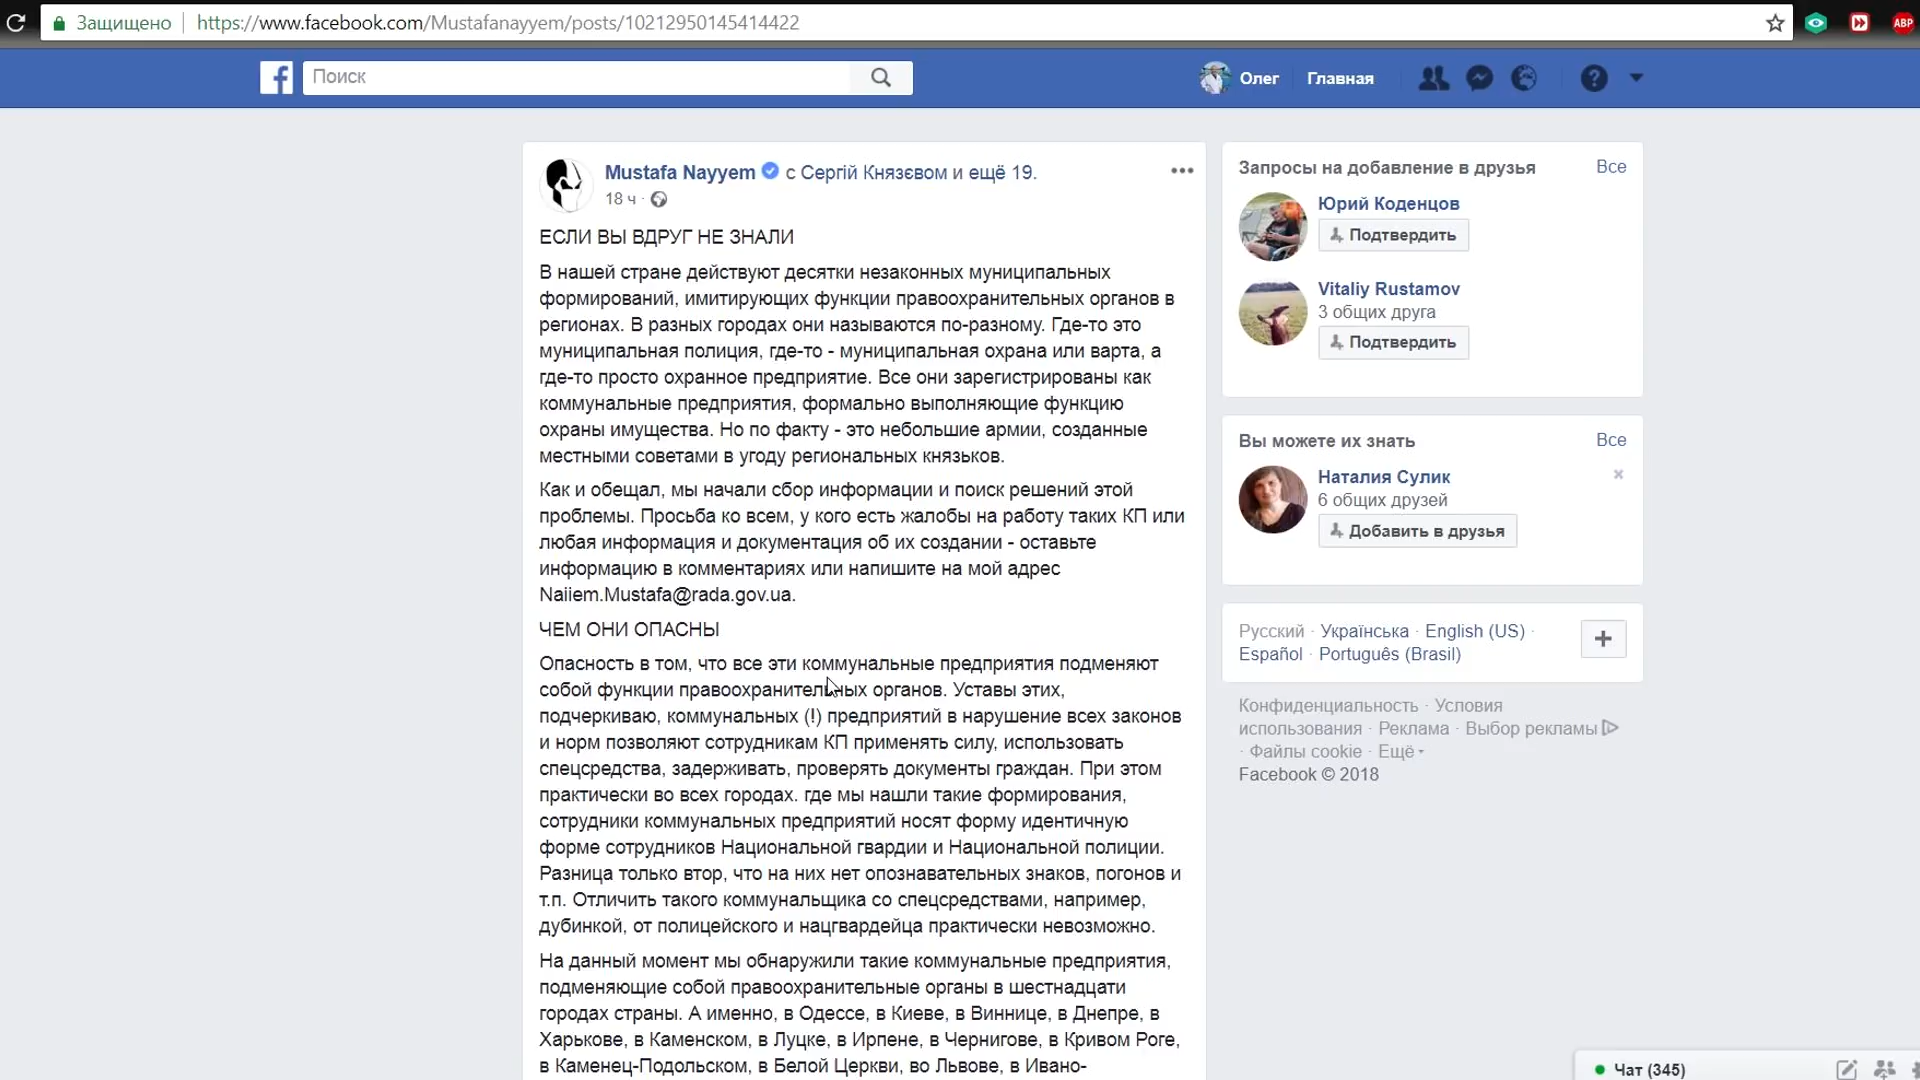 Защищено
https://www.facebook.com/Mustafanayyem/posts/10212950145414422
ABP
f
Поиск
Олег
Главная
Mustafa Nayyem с Сергій Князєвом и ещё 19.
18 ч ·
ЕСЛИ ВЫ ВДРУГ НЕ ЗНАЛИ
В нашей стране действуют десятки незаконных муниципальных
формирований, имитирующих функции правоохранительных органов в
регионах. В разных городах они называются по-разному. Где-то это
муниципальная полиция, где-то - муниципальная охрана или варта, а
где-то просто охранное предприятие. Все они зарегистрированы как
коммунальные предприятия, формально выполняющие функцию
охраны имущества. Но по факту - это небольшие армии, созданные
местными советами в угоду региональных князьков.
Как и обещал, мы начали сбор информации и поиск решений этой
проблемы. Просьба ко всем, у кого есть жалобы на работу таких КП или
любая информация и документация об их создании - оставьте
информацию в комментариях или напишите на мой адрес
Naiiem.Mustafa@rada.gov.ua.
ЧЕМ ОНИ ОПАСНЫ
Опасность в том, что все эти коммунальные предприятия подменяют
собой функции правоохранительных органов. Уставы этих,
подчеркиваю, коммунальных (!) предприятий в нарушение всех законов
и норм позволяют сотрудникам КП применять силу, использовать
спецсредства, задерживать, проверять документы граждан. При этом
практически во всех городах. где мы нашли такие формирования,
сотрудники коммунальных предприятий носят форму идентичную
форме сотрудников Национальной гвардии и Национальной полиции.
Разница только втор, что на них нет опознавательных знаков, погонов и
т.п. Отличить такого коммунальщика со спецсредствами, например,
дубинкой, от полицейского и нацгвардейца практически невозможно.
На данный момент мы обнаружили такие коммунальные предприятия,
подменяющие собой правоохранительные органы в шестнадцати
городах страны. А именно, в Одессе, в Киеве, в Виннице, в Днепре, в
Харькове, в Каменском, в Луцке, в Ирпене, в Чернигове, в Кривом Роге,
в Каменец-Подольском, в Белой Церкви, во Львове, в Ивано-
Запросы на добавление в друзья
Все
Юрий Коденцов
Подтвердить
Vitaliy Rustamov
3 общих друга
Подтвердить
Вы можете их знать
Все
Наталия Сулик
6 общих друзей
Добавить в друзья
Русский · Українська · English (US) ·
Español · Português (Brasil)
Конфиденциальность · Условия
использования · Реклама · Выбор рекламы
· Файлы cookie · Ещё
Facebook © 2018
Чат (345)